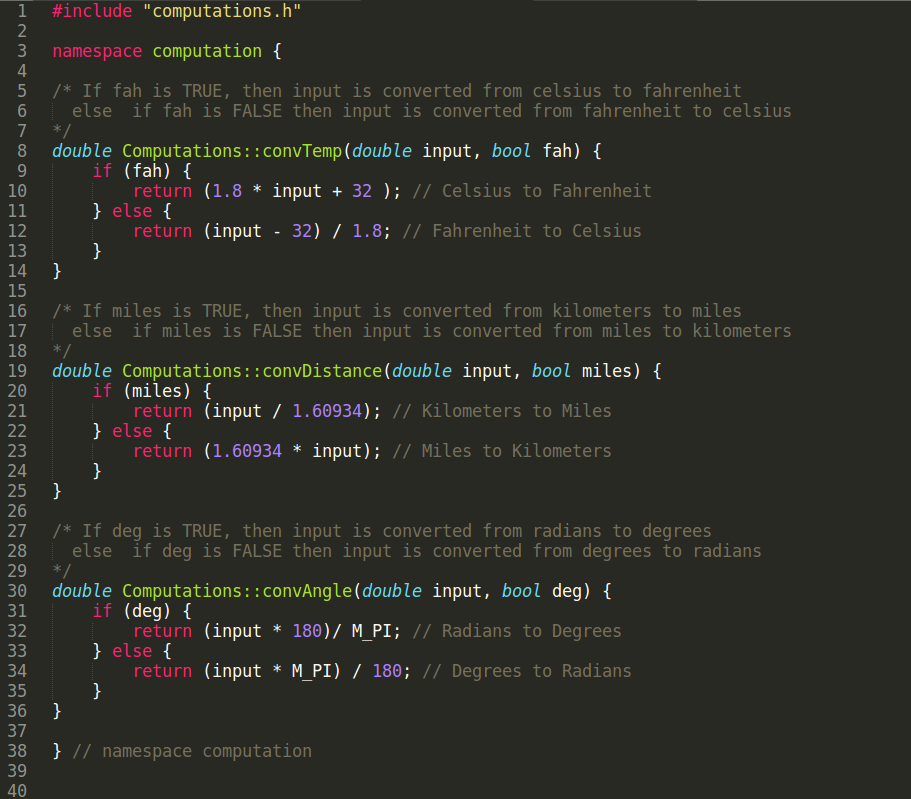 1 #include "computations.h"
2
3 namespace computation {
4
5 /* If fah is TRUE, then input is converted from celsius to fahrenheit
6   else  if fah is FALSE then input is converted from fahrenheit to celsius
7 */
8 double Computations::convTemp(double input, bool fah) {
9     if (fah) {
10         return (1.8 * input + 32 ); // Celsius to Fahrenheit
11     } else {
12         return (input - 32) / 1.8; // Fahrenheit to Celsius
13     }
14 }
15
16 /* If miles is TRUE, then input is converted from kilometers to miles
17   else  if miles is FALSE then input is converted from miles to kilometers
18 */
19 double Computations::convDistance(double input, bool miles) {
20     if (miles) {
21         return (input / 1.60934); // Kilometers to Miles
22     } else {
23         return (1.60934 * input); // Miles to Kilometers
24     }
25 }
26
27 /* If deg is TRUE, then input is converted from radians to degrees
28   else  if deg is FALSE then input is converted from degrees to radians
29 */
30 double Computations::convAngle(double input, bool deg) {
31     if (deg) {
32         return (input * 180)/ M_PI; // Radians to Degrees
33     } else {
34         return (input * M_PI) / 180; // Degrees to Radians
35     }
36 }
37
38 } // namespace computation
39
40